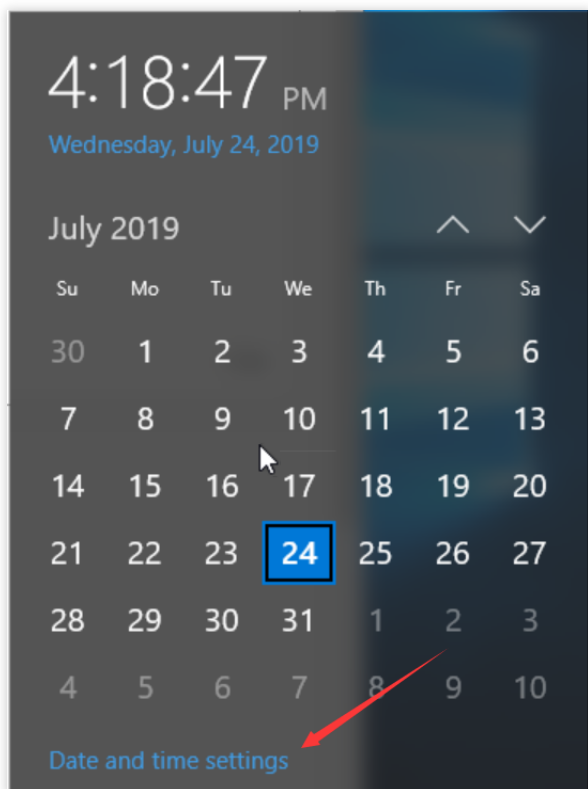 4:18:47 PM
Wednesday, July 24, 2019
July 2019
Su Mo Tu We Th Fr Sa
30 1 2 3 4 5 6
7 8 9 10 11 12 13
14 15 16 17 18 19 20
21 22 23 24 25 26 27
28 29 30 31 1 2 3
4 5 6 7 8 9 10
Date and time settings